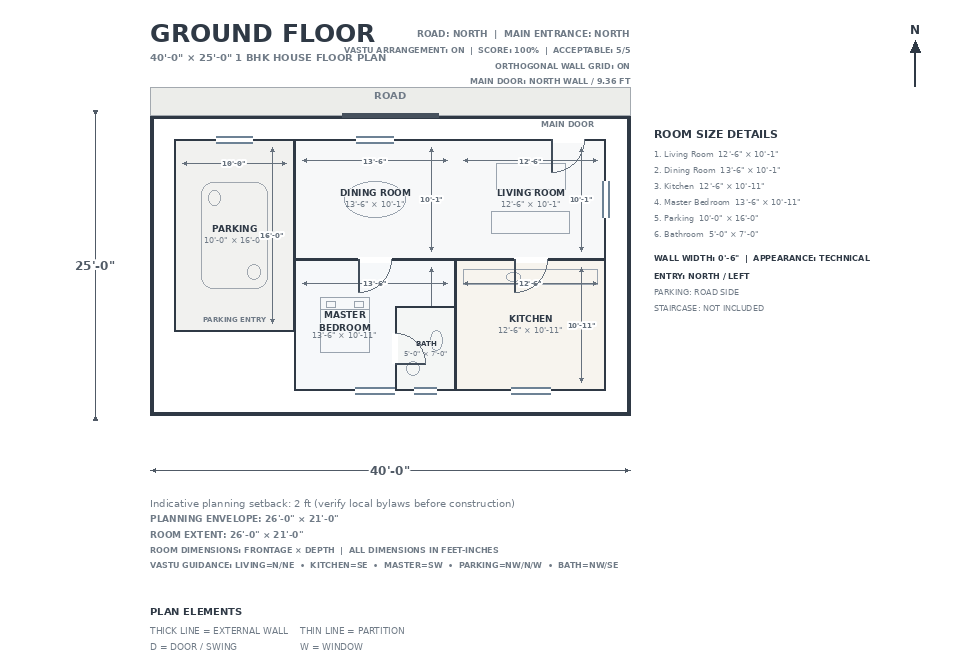 GROUND FLOOR
40'-0" × 25'-0" 1 BHK HOUSE FLOOR PLAN
ROAD: NORTH | MAIN ENTRANCE: NORTH
VASTU ARRANGEMENT: ON | SCORE: 100% | ACCEPTABLE: 5/5
ORTHOGONAL WALL GRID: ON
MAIN DOOR: NORTH WALL / 9.36 FT
N
ROAD
MAIN DOOR
10'-0"
13'-6"
12'-6"
DINING ROOM
13'-6" × 10'-1"
10'-1"
LIVING ROOM
12'-6" × 10'-1"
10'-1"
PARKING
10'-0" × 16'-0"
16'-0"
PARKING ENTRY
25'-0"
13'-6"
12'-6"
MASTER
BEDROOM
13'-6" × 10'-11"
BATH
5'-0" × 7'-0"
KITCHEN
12'-6" × 10'-11"
10'-11"
40'-0"
ROOM SIZE DETAILS
1. Living Room 12'-6" × 10'-1"
2. Dining Room 13'-6" × 10'-1"
3. Kitchen 12'-6" × 10'-11"
4. Master Bedroom 13'-6" × 10'-11"
5. Parking 10'-0" × 16'-0"
6. Bathroom 5'-0" × 7'-0"
WALL WIDTH: 0'-6" | APPEARANCE: TECHNICAL
ENTRY: NORTH / LEFT
PARKING: ROAD SIDE
STAIRCASE: NOT INCLUDED
Indicative planning setback: 2 ft (verify local bylaws before construction)
PLANNING ENVELOPE: 26'-0" × 21'-0"
ROOM EXTENT: 26'-0" × 21'-0"
ROOM DIMENSIONS: FRONTAGE × DEPTH | ALL DIMENSIONS IN FEET-INCHES
VASTU GUIDANCE: LIVING=N/NE • KITCHEN=SE • MASTER=SW • PARKING=NW/N/W • BATH=NW/SE
PLAN ELEMENTS
THICK LINE = EXTERNAL WALL THIN LINE = PARTITION
D = DOOR / SWING W = WINDOW